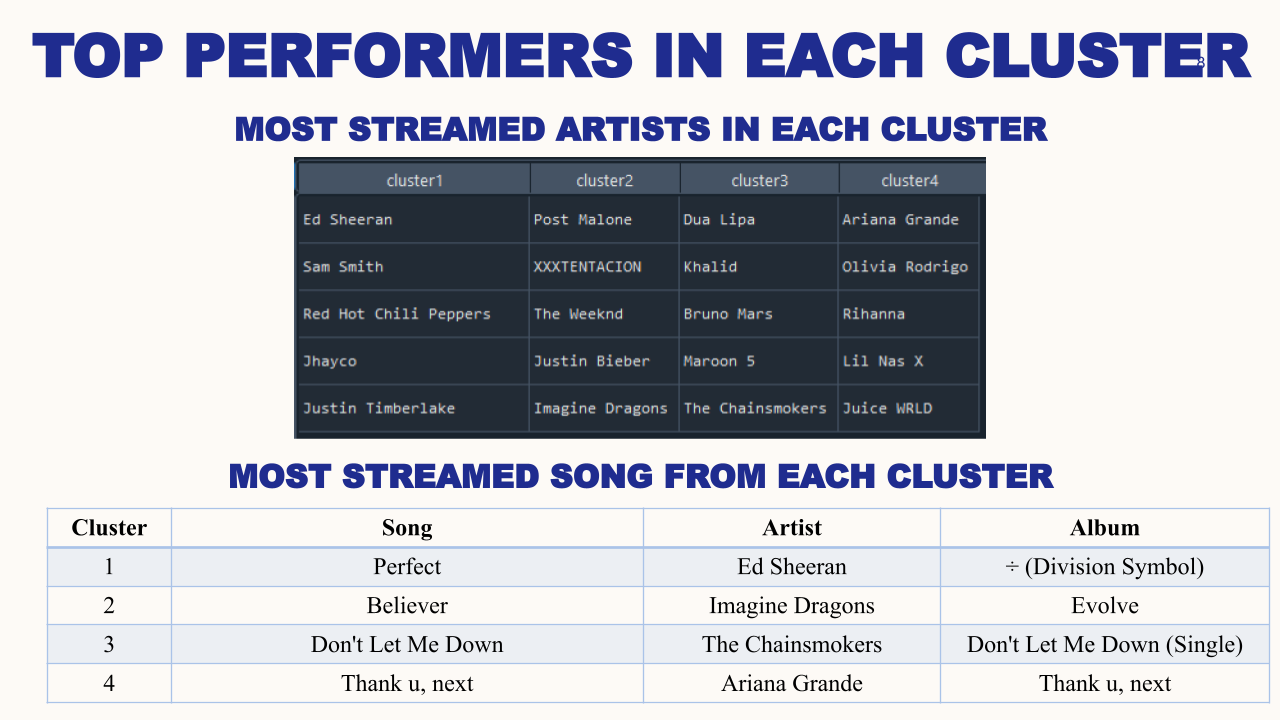 TOP PERFORMERS IN EACH CLUSTER
8
MOST STREAMED ARTISTS IN EACH CLUSTER
cluster1 cluster2 cluster3 cluster4
Ed Sheeran Post Malone Dua Lipa Ariana Grande
Sam Smith XXXTENTACION Khalid Olivia Rodrigo
Red Hot Chili Peppers The Weeknd Bruno Mars Rihanna
Jhayco Justin Bieber Maroon 5 Lil Nas X
Justin Timberlake Imagine Dragons The Chainsmokers Juice WRLD
MOST STREAMED SONG FROM EACH CLUSTER
Cluster Song Artist Album
1 Perfect Ed Sheeran ÷ (Division Symbol)
2 Believer Imagine Dragons Evolve
3 Don't Let Me Down The Chainsmokers Don't Let Me Down (Single)
4 Thank u, next Ariana Grande Thank u, next